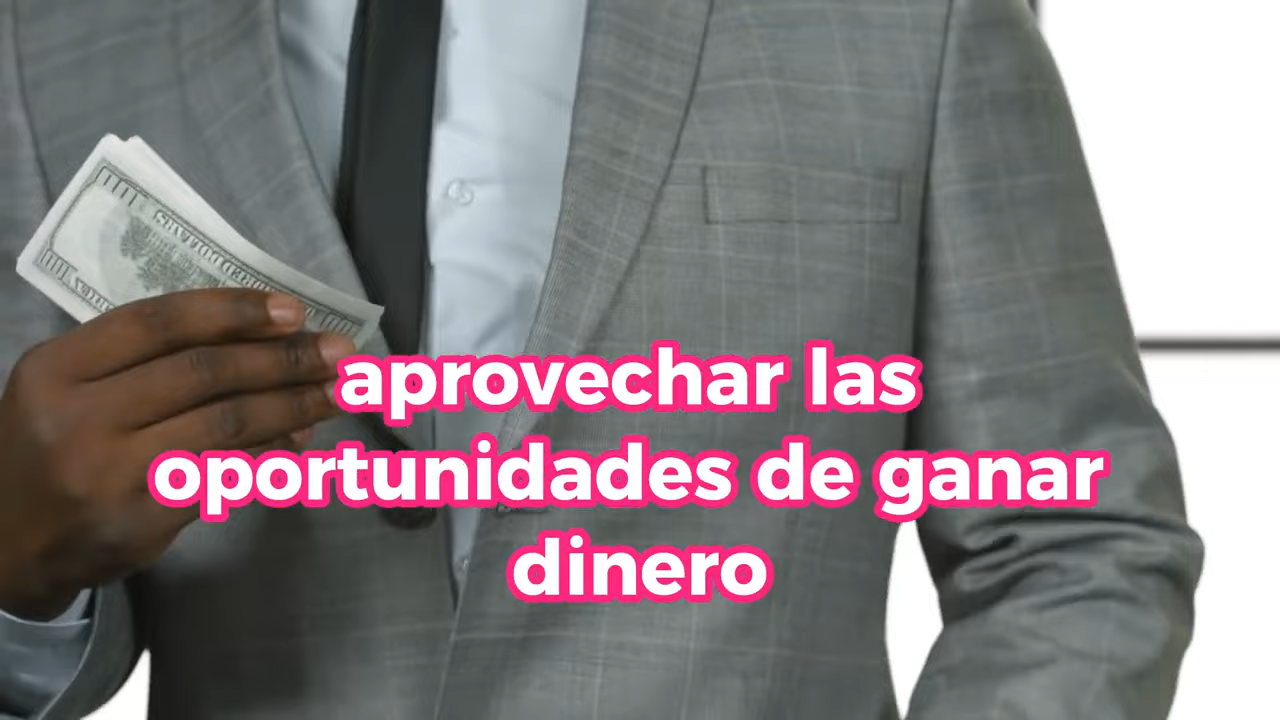 aprovechar las
oportunidades de ganar
dinero